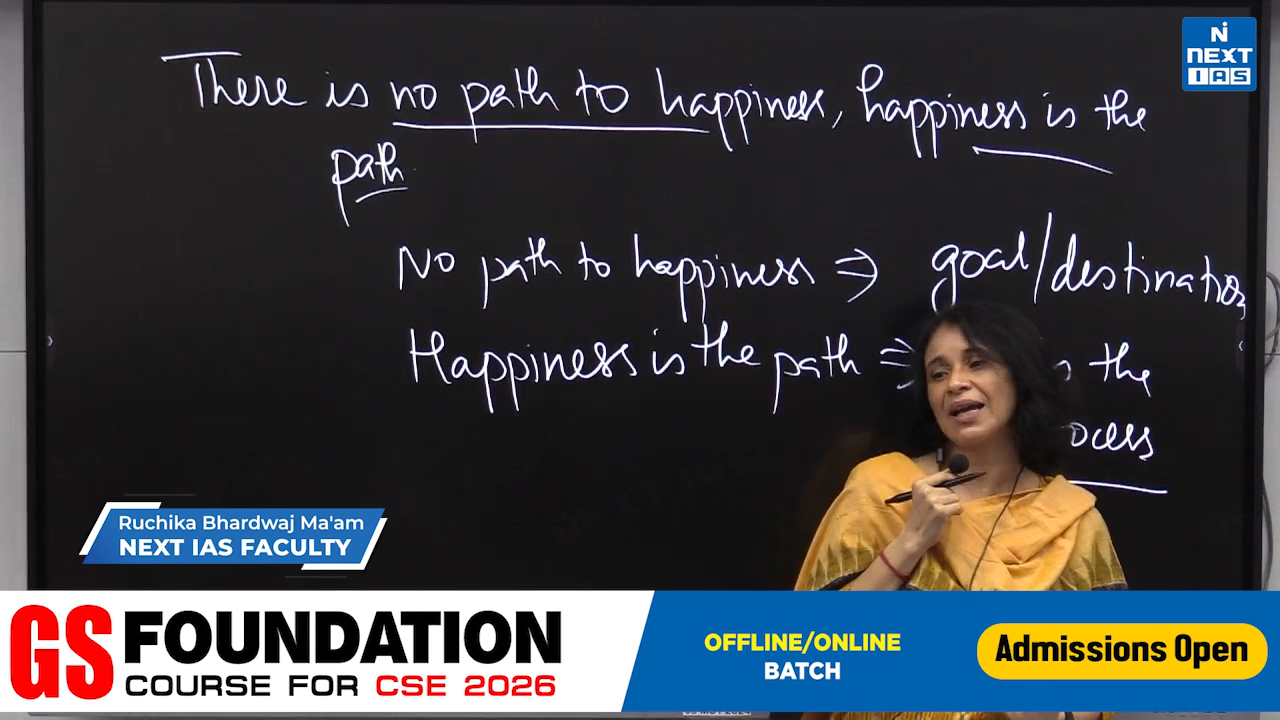 There is no path to happiness, happiness is the
path
No path to happiness ⇒ goal/destination
Happiness is the path ⇒ the
NEXT
IAS
Ruchika Bhardwaj Ma'am
NEXT IAS FACULTY
GS FOUNDATION
COURSE FOR CSE 2026
OFFLINE/ONLINE
BATCH
Admissions Open